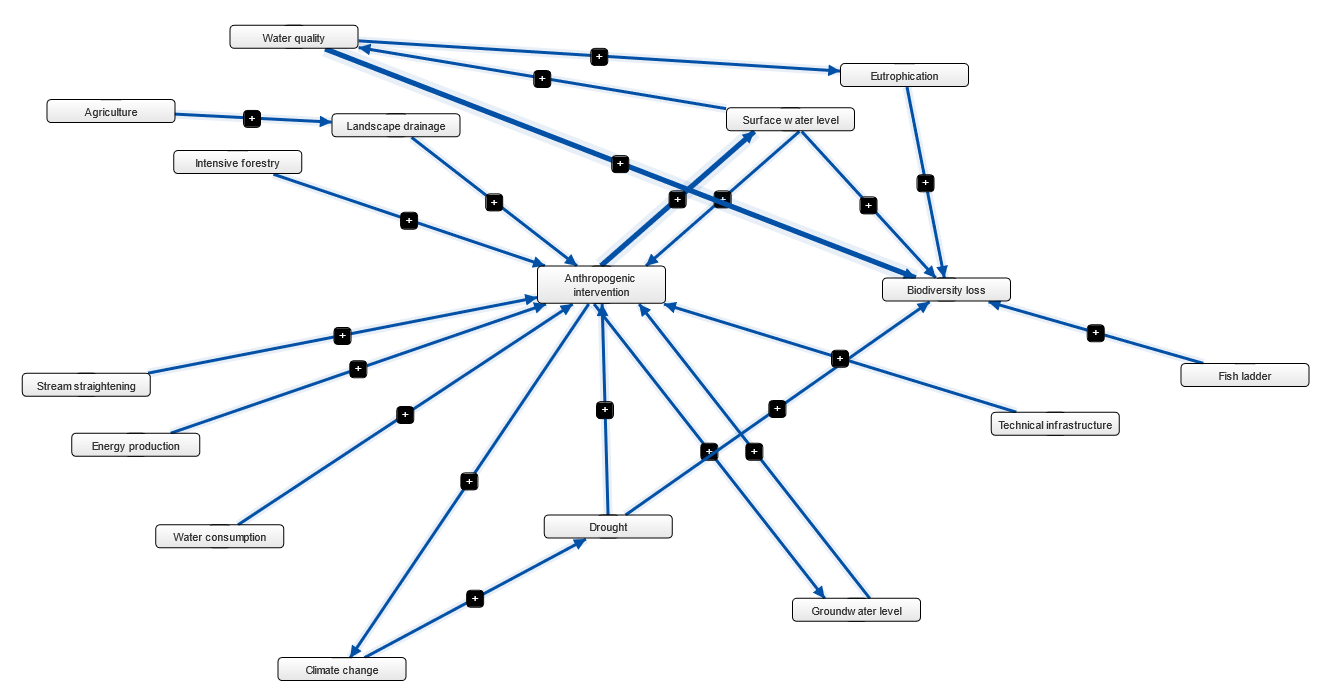 Water quality
+
Eutrophication
+
Agriculture
+
Surface water level
Landscape drainage
Intensive forestry
+
+
+
+
+
+
+
Anthropogenic
intervention
Biodiversity loss
+
+
+
+
Stream straightening
Fish ladder
+
+
+
Technical infrastructure
Energy production
+
+
+
Water consumption
Drought
+
Groundwater level
Climate change